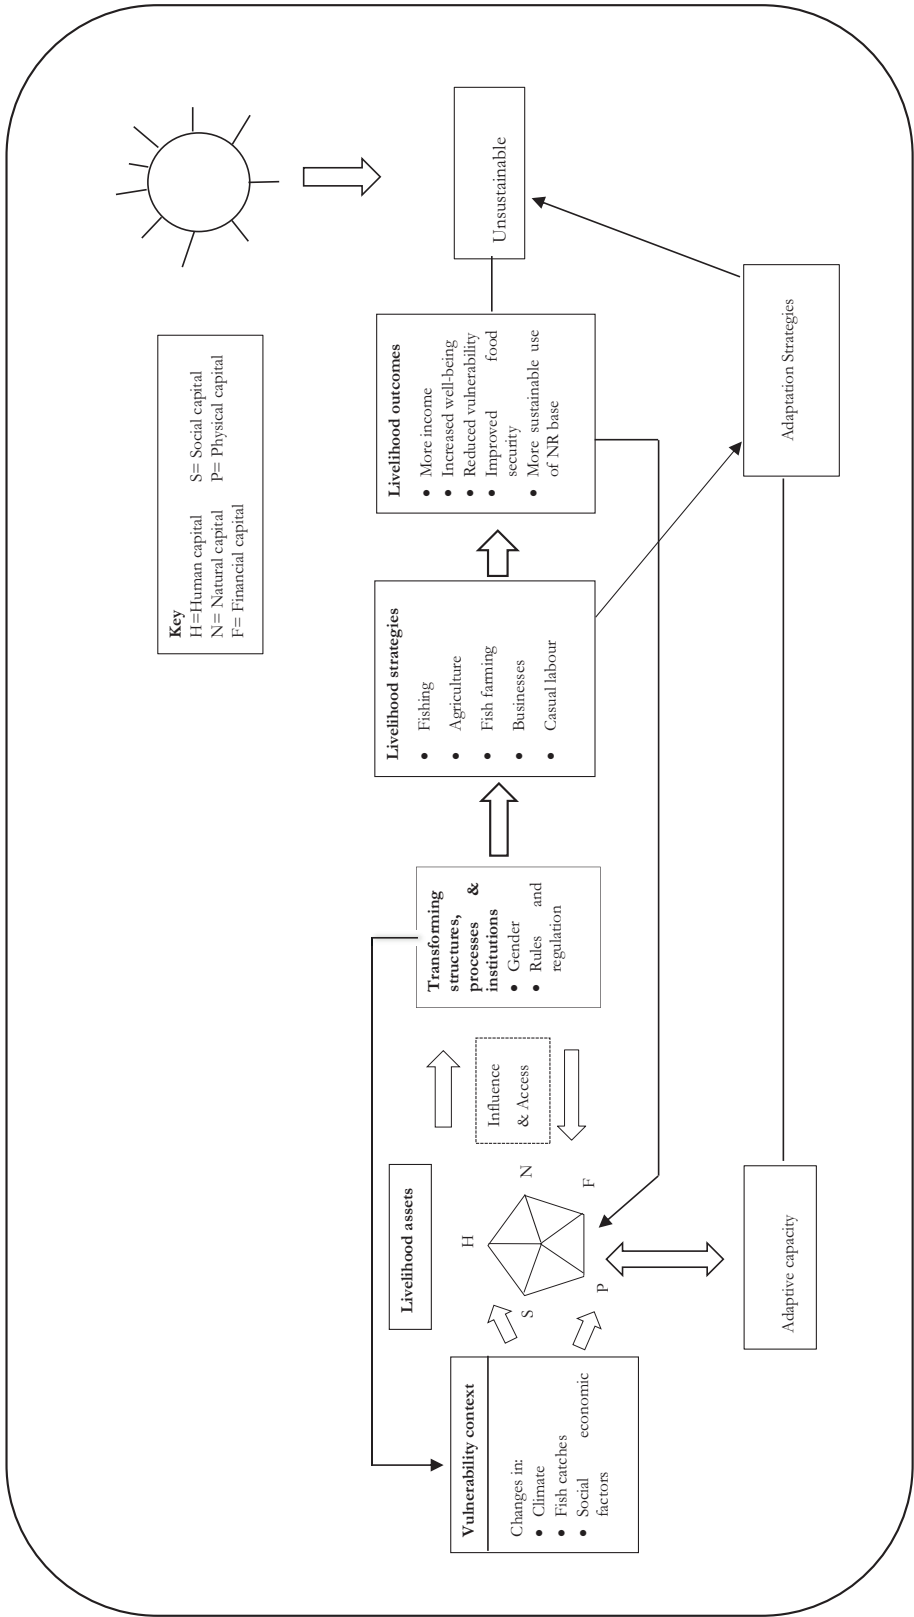 Key
H=Human capital S= Social capital
N= Natural capital P= Physical capital
F= Financial capital
Livelihood assets
Vulnerability context
Changes in:
• Climate
• Fish catches
• Social economic
factors
H
N
F
P
S
Influence
& Access
Transforming
structures,
processes &
institutions
• Gender
• Rules and
regulation
Livelihood strategies
• Fishing
• Agriculture
• Fish farming
• Businesses
• Casual labour
Livelihood outcomes
• More income
• Increased well-being
• Reduced vulnerability
• Improved food
security
• More sustainable use
of NR base
Unsustainable
Adaptive capacity
Adaptation Strategies